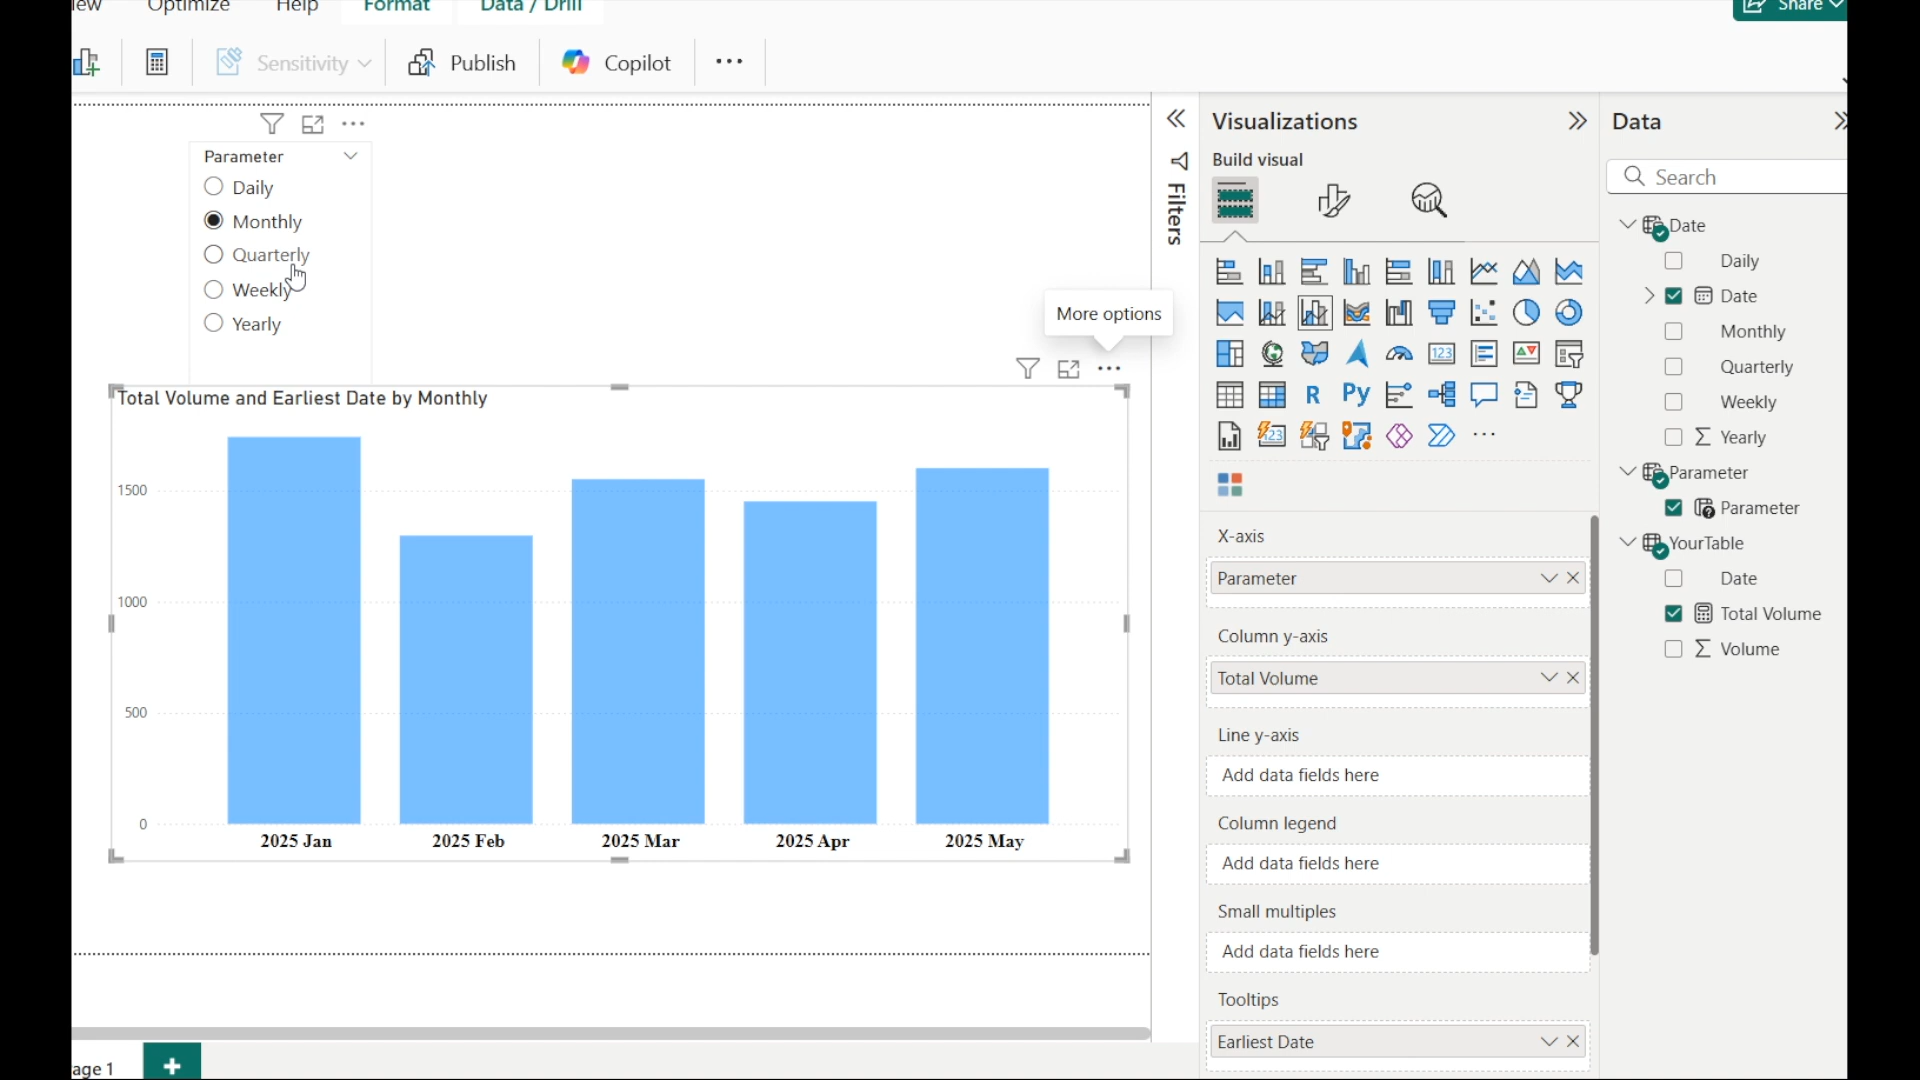 Optimize Help Format Data / Drill Share
Sensitivity Publish Copilot
Parameter
Daily
Monthly
Quarterly
Weekly
Yearly
More options
Total Volume and Earliest Date by Monthly
1500
1000
500
0
2025 Jan 2025 Feb 2025 Mar 2025 Apr 2025 May
age 1
Filters
Visualizations
Build visual
R Py
123
123
X-axis
Parameter
Column y-axis
Total Volume
Line y-axis
Add data fields here
Column legend
Add data fields here
Small multiples
Add data fields here
Tooltips
Earliest Date
Data
Search
Date
Daily
Date
Monthly
Quarterly
Weekly
Yearly
Parameter
Parameter
YourTable
Date
Total Volume
Volume